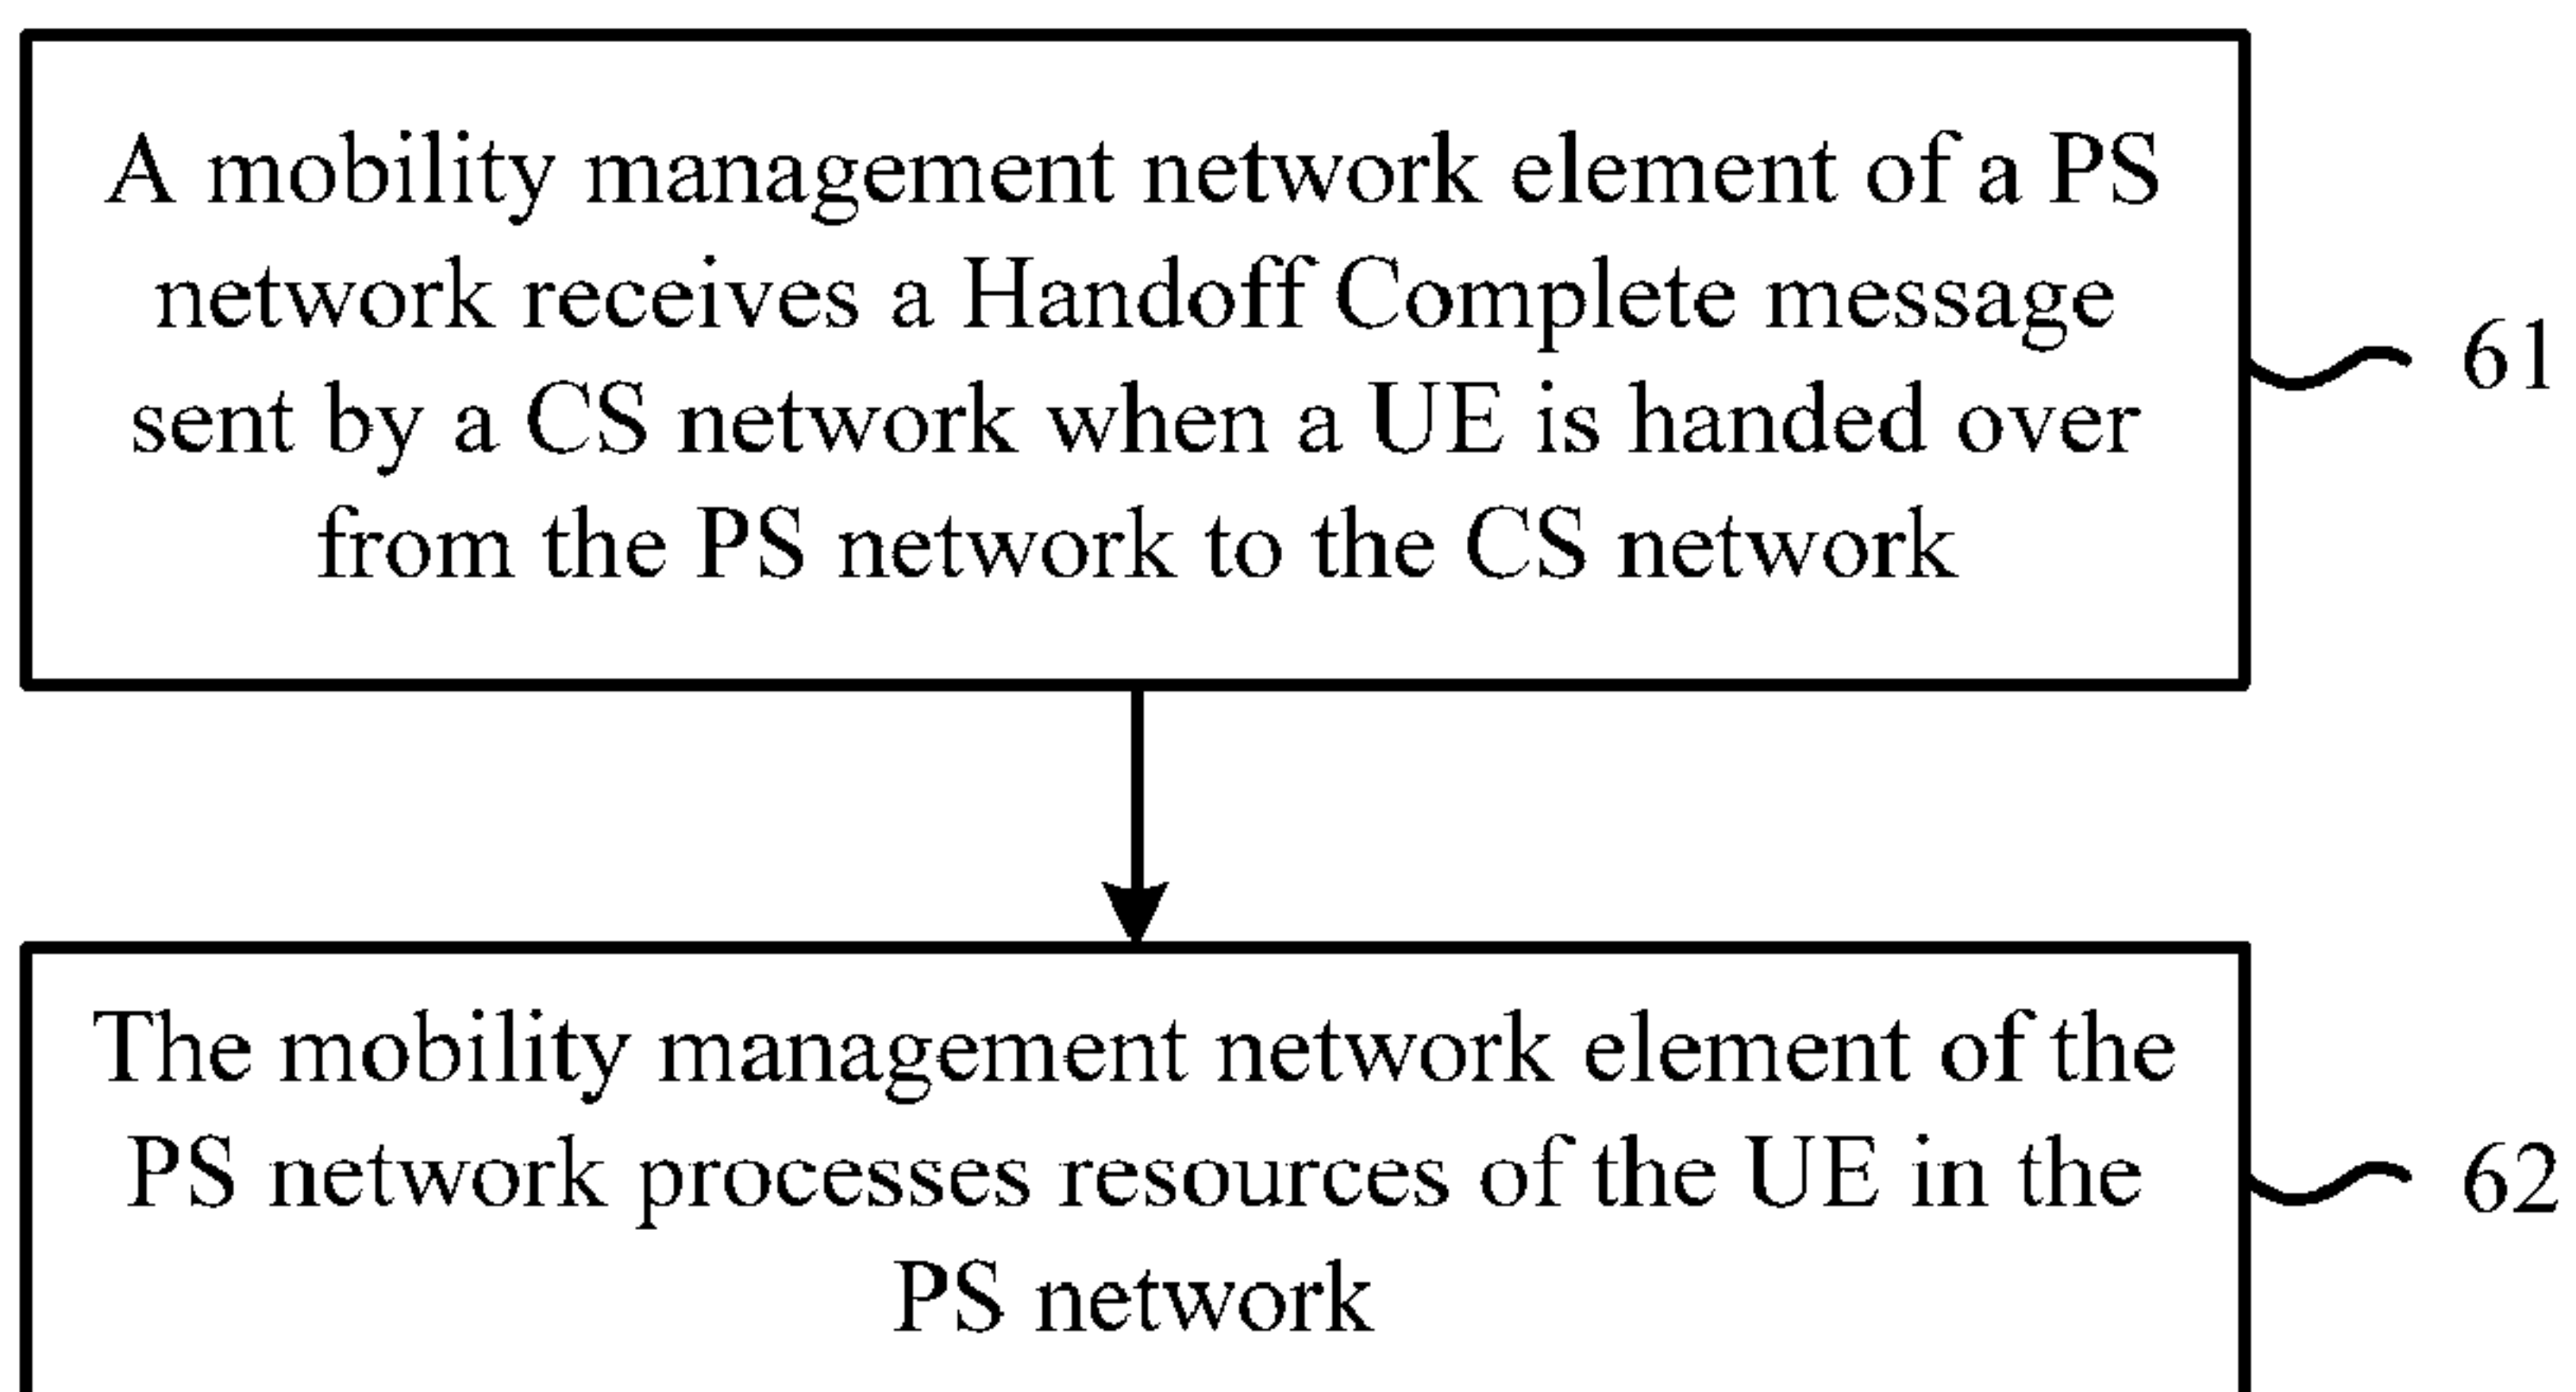 A mobility management network element of a PS
network receives a Handoff Complete message
sent by a CS network when a UE is handed over
from the PS network to the CS network
61
The mobility management network element of the
PS network processes resources of the UE in the
PS network
62